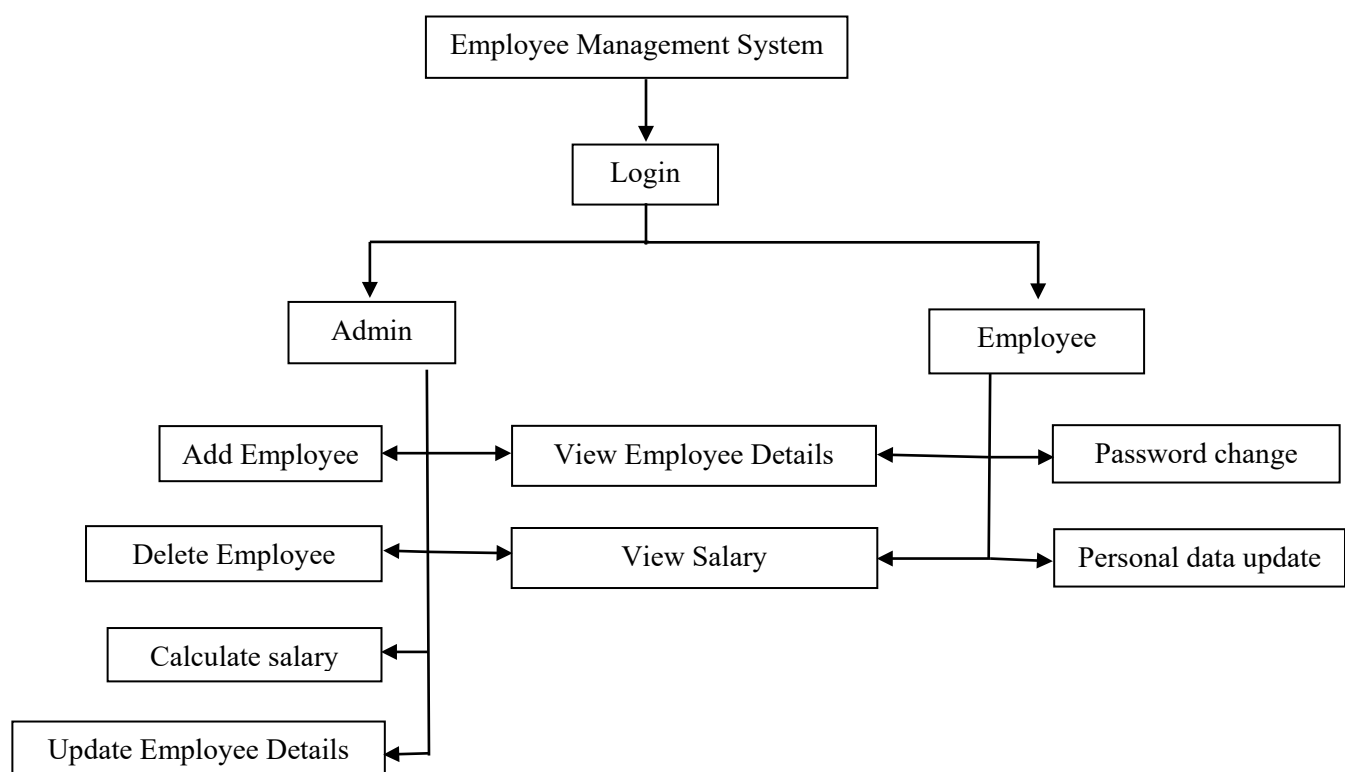 Employee Management System
Login
Admin
Employee
Add Employee
View Employee Details
Password change
Delete Employee
View Salary
Personal data update
Calculate salary
Update Employee Details